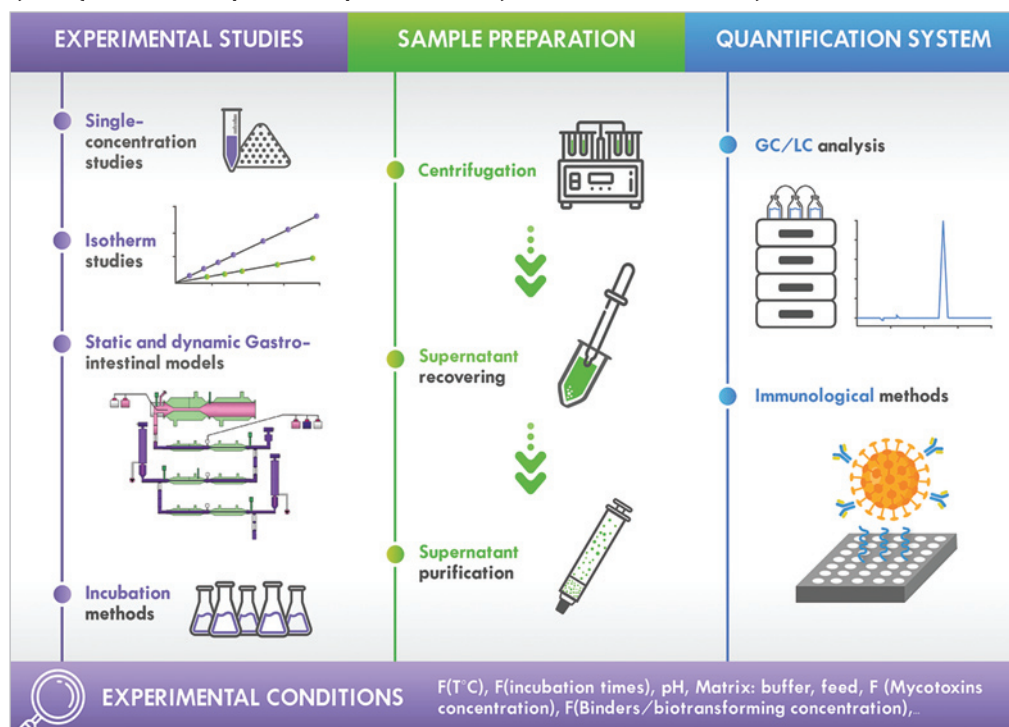 EXPERIMENTAL STUDIES
SAMPLE PREPARATION
QUANTIFICATION SYSTEM
Single-
concentration
studies
Isotherm
studies
Static and dynamic Gastro-
intestinal models
Incubation
methods
Centrifugation
Supernatant
recovering
Supernatant
purification
GC/LC analysis
Immunological methods
EXPERIMENTAL CONDITIONS
F(T°C), F(incubation times), pH, Matrix: buffer, feed, F (Mycotoxins
concentration), F(Binders/biotransforming concentration),...